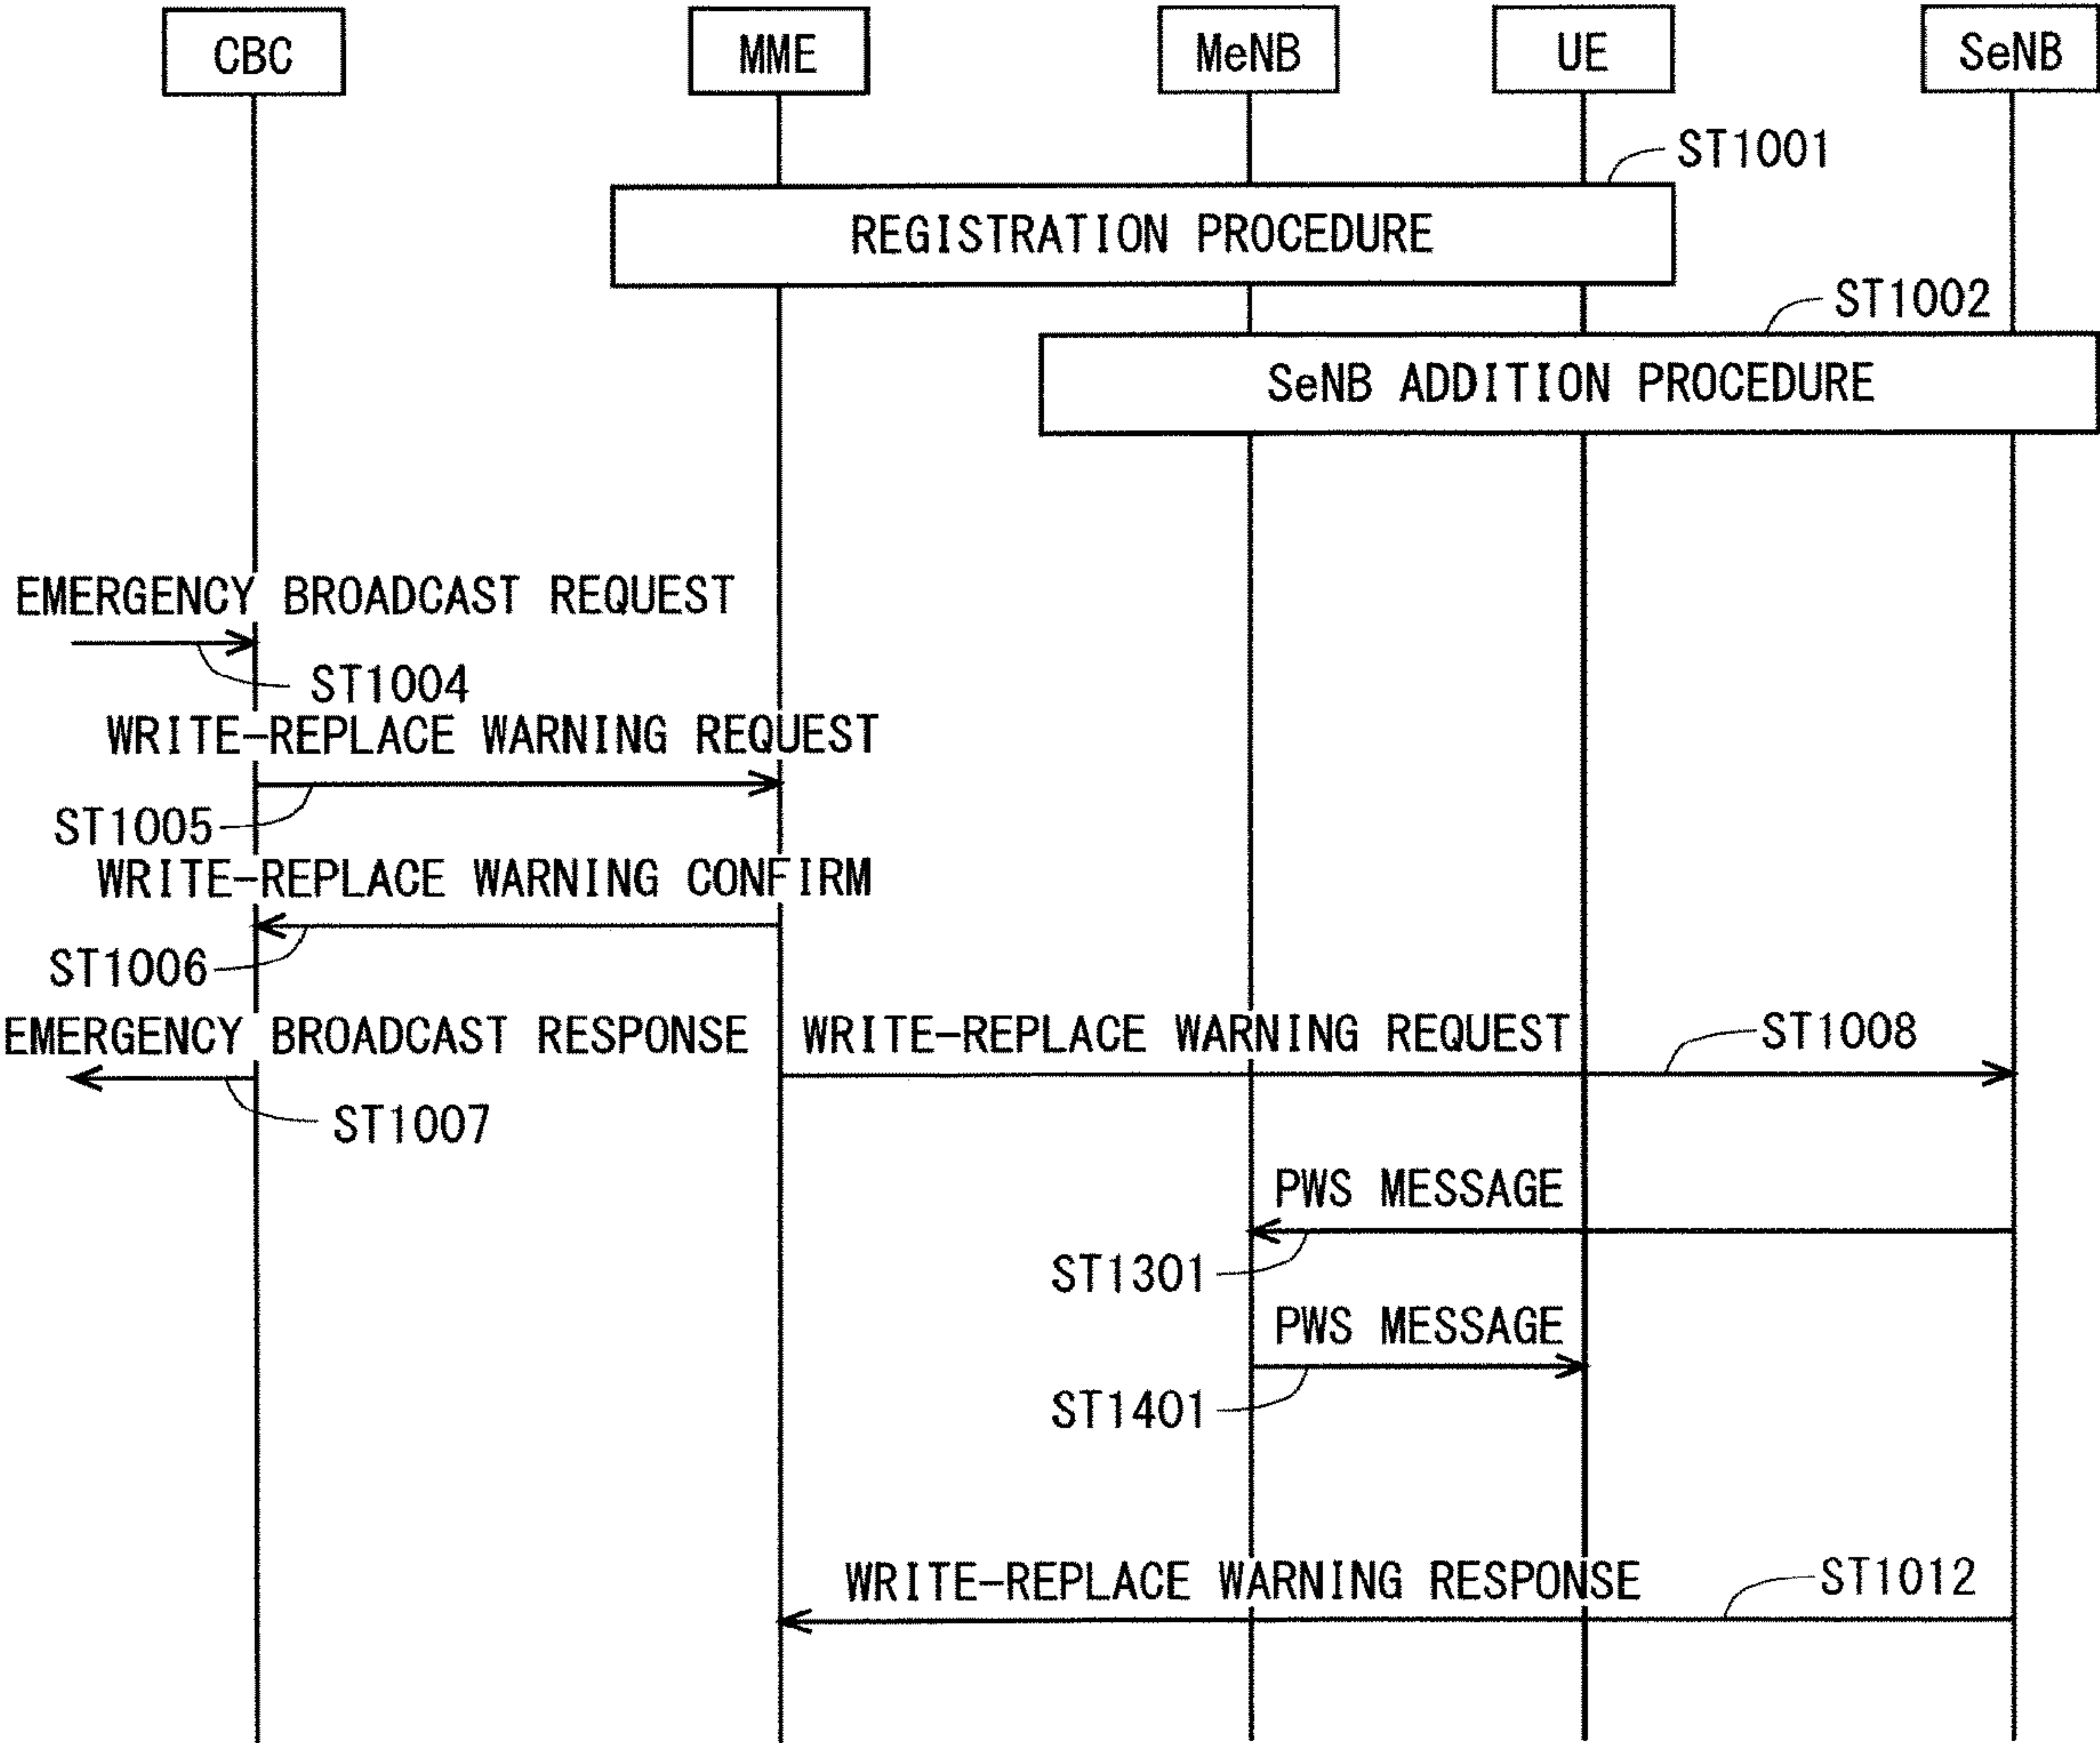 CBC MME MeNB UE SeNB
ST1001
REGISTRATION PROCEDURE
ST1002
SeNB ADDITION PROCEDURE
EMERGENCY BROADCAST REQUEST
ST1004
WRITE-REPLACE WARNING REQUEST
ST1005
WRITE-REPLACE WARNING CONFIRM
ST1006
EMERGENCY BROADCAST RESPONSE WRITE-REPLACE WARNING REQUEST ST1008
ST1007
PWS MESSAGE
ST1301
PWS MESSAGE
ST1401
WRITE-REPLACE WARNING RESPONSE ST1012